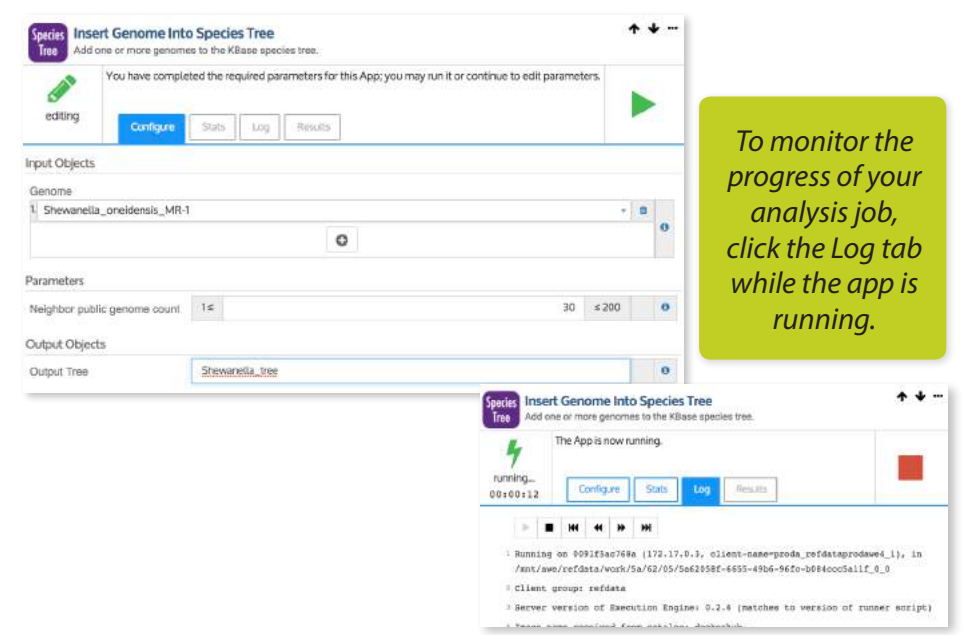 Species
Tree
Insert Genome Into Species Tree
Add one or more genomes to the KBase species tree.
editing
You have completed the required parameters for this App; you may run it or continue to edit parameters.
Configure Stats Log Results
Input Objects
Genome
1. Shewanella_oneidensis_MR-1
Parameters
Neighbor public genome count 1≤ 30 ≤ 200
Output Objects
Output Tree Shewanella_tree
To monitor the
progress of your
analysis job,
click the Log tab
while the app is
running.
Species
Tree
Insert Genome Into Species Tree
Add one or more genomes to the KBase species tree.
running...
00:00:12
The App is now running.
Configure Stats Log Results
1 Running on 0091f5ac768a (172.17.0.3, client-name=proda_refdataprodawe4_1), in
/mnt/awe/refdata/work/5a/62/05/5a62058f-6655-49b6-96fc-b084ccc5a11f_0_0
2 Client group: refdata
3 Server version of Execution Engine: 0.2.6 (matches to version of runner script)